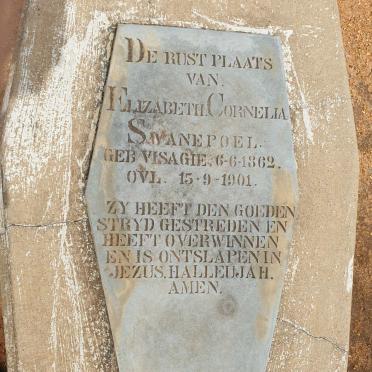 DE RUST PLAATS
VAN.
ELIZABETH. CORNELIA.
SWANEPOEL.
GEB VISAGIE. 6-6-1862.
OVL. 15-9-1901.
ZY HEEFT DEN GOEDEN
STRYD GESTREDEN EN
HEEFT OVERWINNEN
EN IS ONTSLAPEN IN
JEZUS. HALLELUJAH.
AMEN.